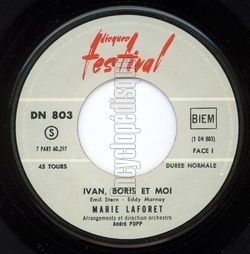 disques
festival
DN 803
S
7 PART 60,297
45 TOURS
BIEM
(1 DN 803)
FACE 1
DUREE NORMALE
IVAN, BORIS ET MOI
Emil Stern - Eddy Marnay
MARIE LAFORET
Arrangements et direction orchestre
André POPP